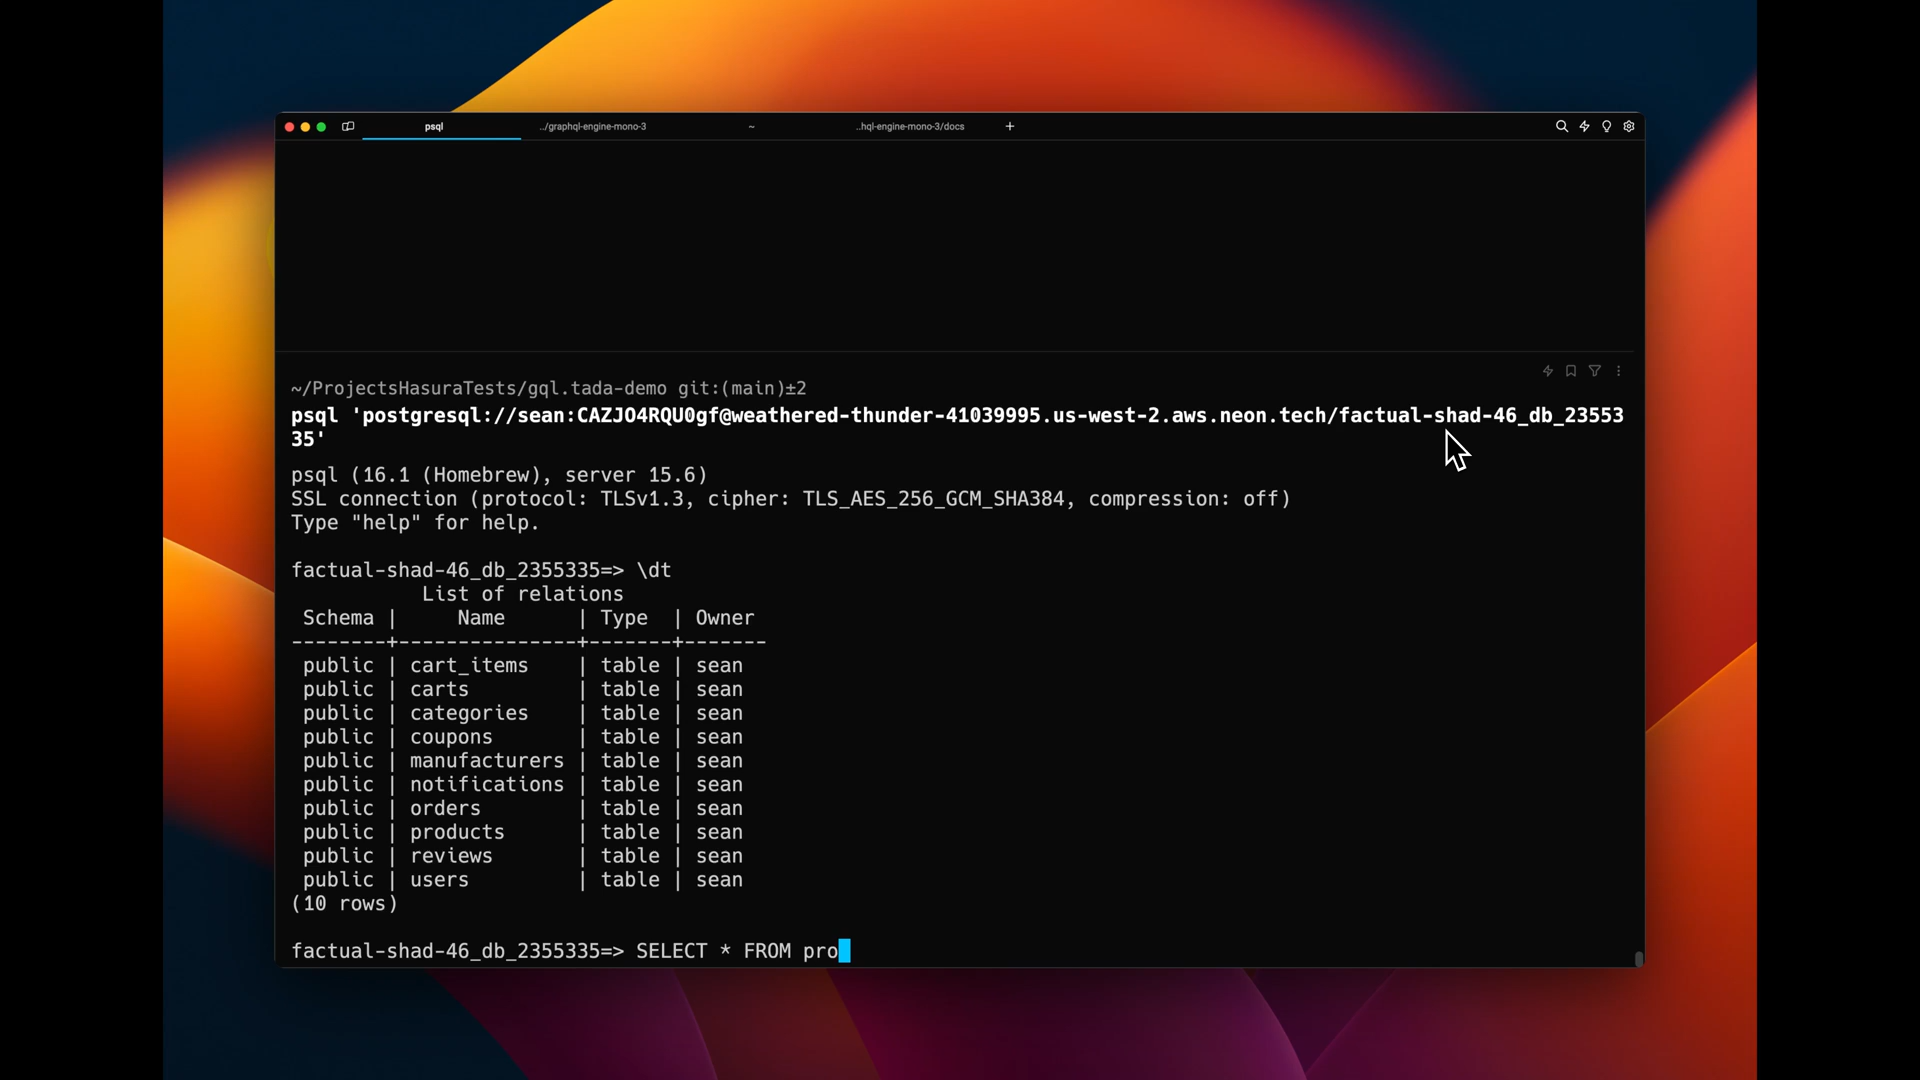 psql
../graphql-engine-mono-3
~
..hql-engine-mono-3/docs
+
~/ProjectsHasuraTests/gql.tada-demo git:(main)±2
psql 'postgresql://sean:CAZJO4RQU0gf@weathered-thunder-41039995.us-west-2.aws.neon.tech/factual-shad-46_db_23553
35'
psql (16.1 (Homebrew), server 15.6)
SSL connection (protocol: TLSv1.3, cipher: TLS_AES_256_GCM_SHA384, compression: off)
Type "help" for help.
factual-shad-46_db_2355335=> \dt
List of relations
Schema | Name | Type | Owner
--------+---------------+-------+-------
public | cart_items | table | sean
public | carts | table | sean
public | categories | table | sean
public | coupons | table | sean
public | manufacturers | table | sean
public | notifications | table | sean
public | orders | table | sean
public | products | table | sean
public | reviews | table | sean
public | users | table | sean
(10 rows)
factual-shad-46_db_2355335=> SELECT * FROM pro